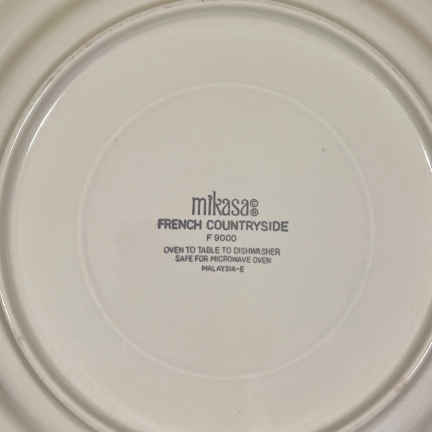 mikasa©
FRENCH COUNTRYSIDE
F 9000
OVEN TO TABLE TO DISHWASHER
SAFE FOR MICROWAVE OVEN
MALAYSIA-E